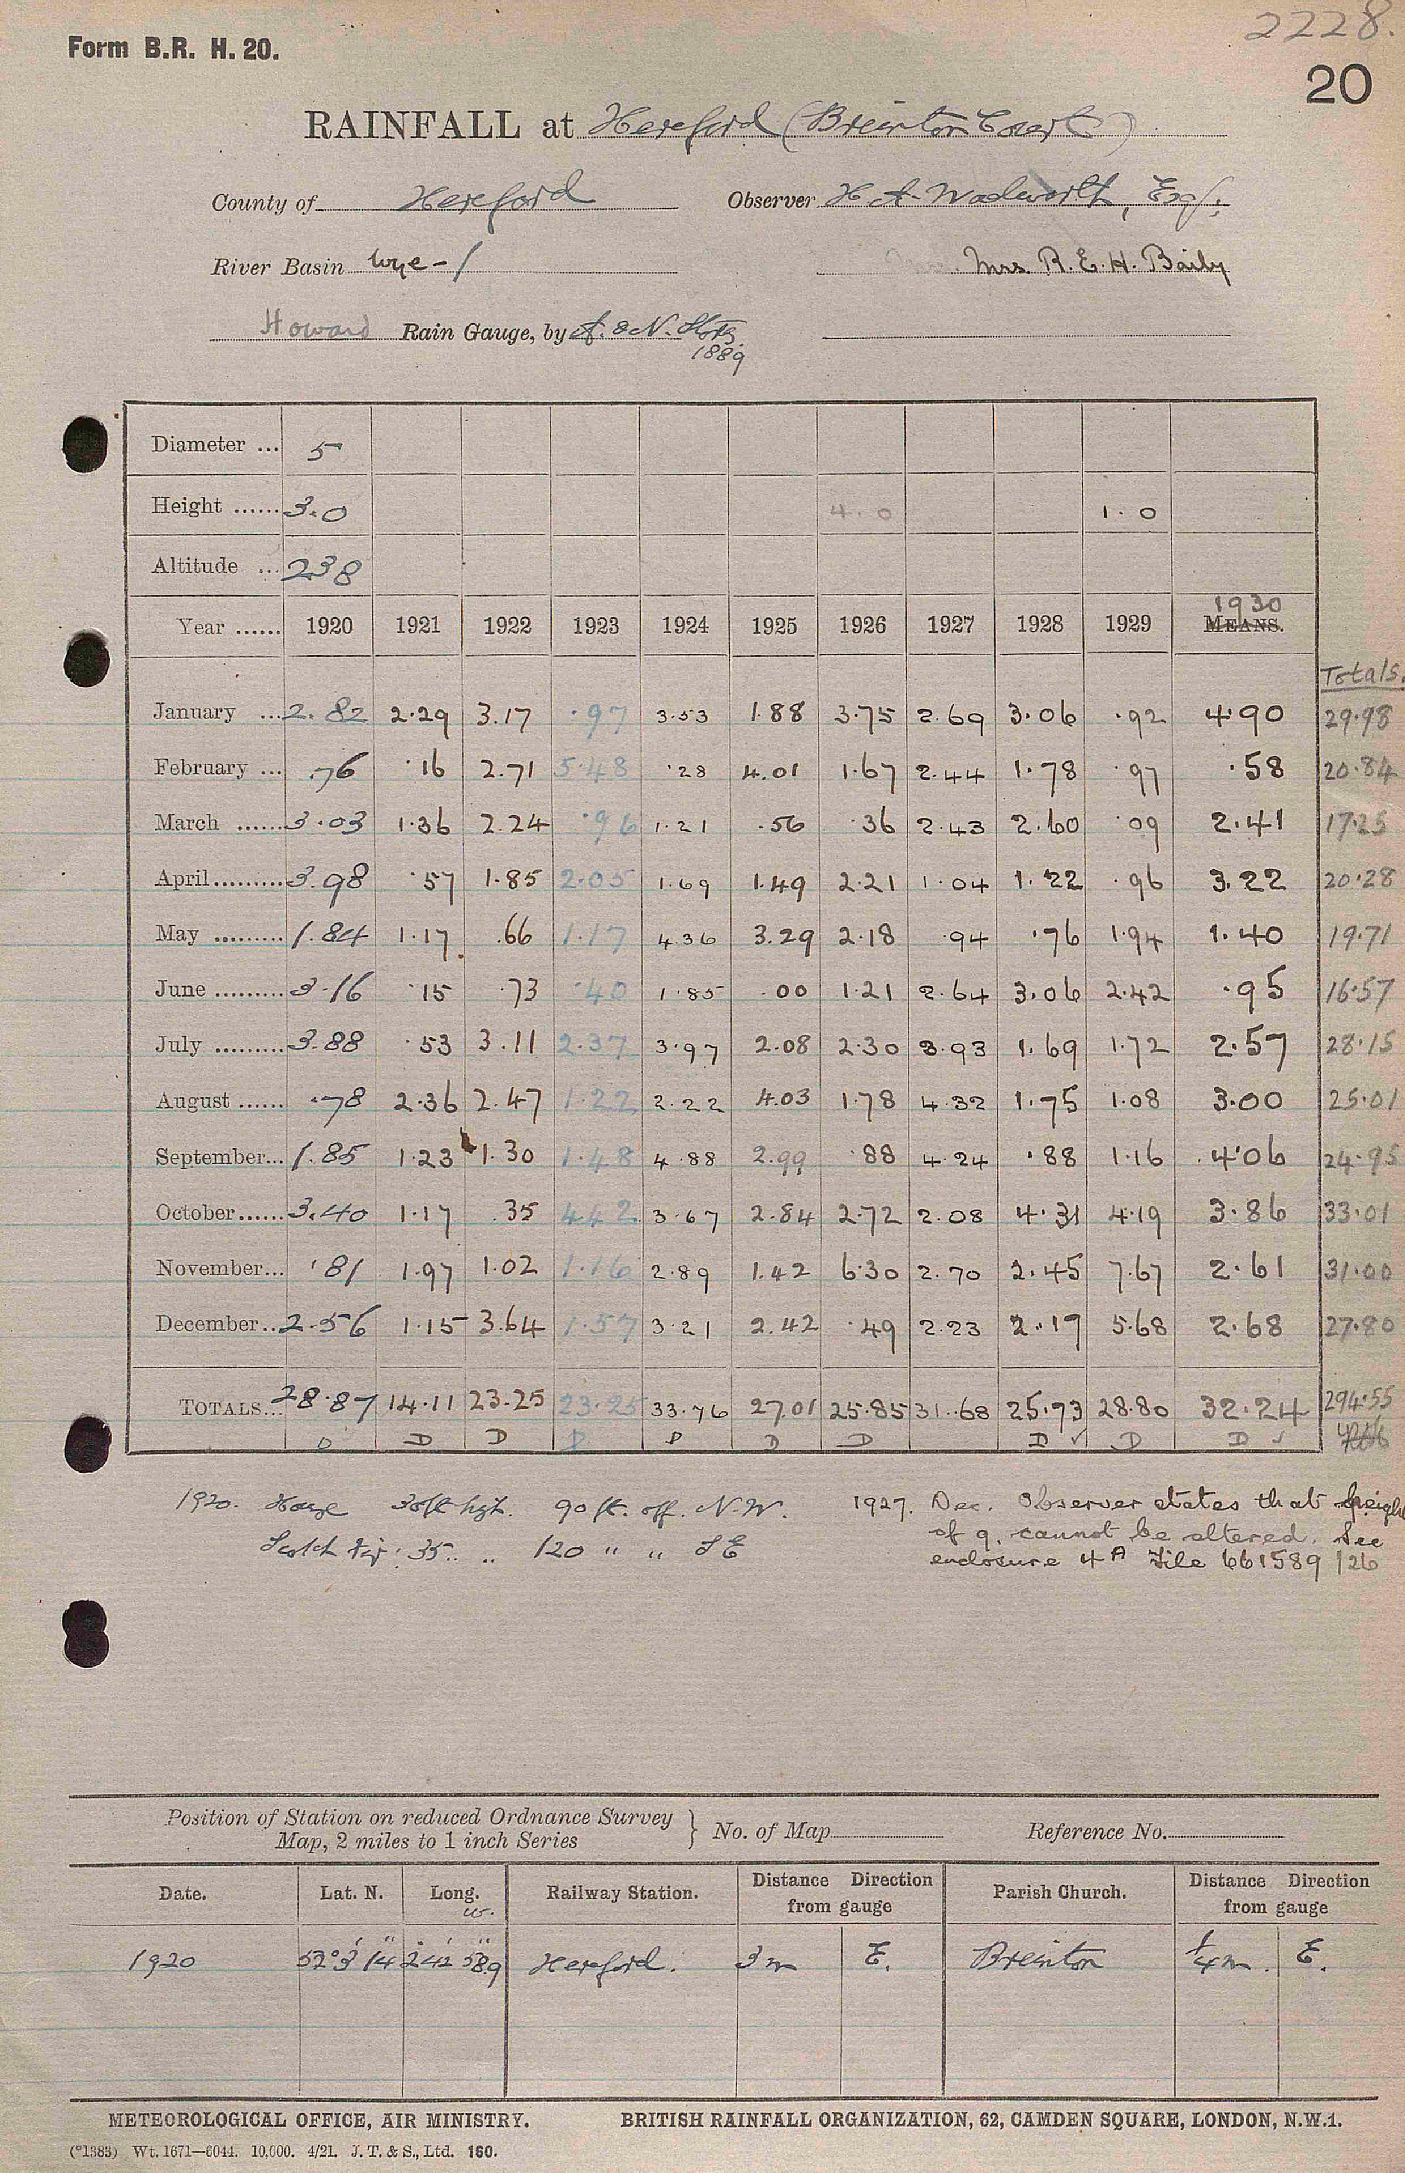 2228.
Form B.R. H. 20.
20
RAINFALL at Hereford (Breinton Court)
County of Hereford Observer H. A. Wadworth, Esq.
River Basin Wye - 1 Mrs. R. E. H. Baily
Howard Rain Gauge, by A. & N. Stores
1889
Diameter ... 5
Height ...... 3.0 4.0 1.0
Altitude ... 238
1930
Year ...... 1920 1921 1922 1923 1924 1925 1926 1927 1928 1929 MEANS.
Totals.
January ... 2.82 2.29 3.17 .97 3.53 1.88 3.75 2.69 3.06 .92 4.90 29.98
February ... .76 .16 2.71 5.48 .28 4.01 1.67 2.44 1.78 .97 .58 20.84
March ...... 3.03 1.36 2.24 .96 1.21 .56 .36 2.43 2.60 .09 2.41 17.25
April......... 3.98 .57 1.85 2.05 1.69 1.49 2.21 1.04 1.22 .96 3.22 20.28
May ......... 1.84 1.17 .66 1.17 4.36 3.29 2.18 .94 .76 1.94 1.40 19.71
June ......... 3.16 .15 .73 .40 1.85 .00 1.21 2.64 3.06 2.42 .95 16.57
July ......... 3.88 .53 3.11 2.37 3.97 2.08 2.30 3.93 1.69 1.72 2.57 28.15
August ...... .78 2.36 2.47 1.22 2.22 4.03 1.78 4.32 1.75 1.08 3.00 25.01
September... 1.85 1.23 1.30 1.48 4.88 2.99 .88 4.24 .88 1.16 4.06 24.95
October...... 3.40 1.17 .35 4.42 3.67 2.84 2.72 2.08 4.31 4.19 3.86 33.01
November... .81 1.97 1.02 1.16 2.89 1.42 6.30 2.70 2.45 7.67 2.61 31.00
December.. 2.56 1.15 3.64 1.57 3.21 2.42 .49 2.23 2.17 5.68 2.68 27.80
TOTALS... 28.87 14.11 23.25 23.25 33.76 27.01 25.85 31.68 25.73 28.80 32.24 294.55
D D D D D D D D ✓ D D ✓
1920. House 30ft hgh. 90 ft. off N.W. 1927. Dec. Observer states that height
Scotch fir 35 .. .. 120 " " SE of g. cannot be altered. See
enclosure 4A File 661589/26
Position of Station on reduced Ordnance Survey
Map, 2 miles to 1 inch Series } No. of Map Reference No.
Date. Lat. N. Long. W. Railway Station. Distance Direction from gauge Parish Church. Distance Direction from gauge
1920 52° 3' 14" 2° 42' 58.9" Hereford. 3 m E. Breinton ¼ m. E.
METEOROLOGICAL OFFICE, AIR MINISTRY. BRITISH RAINFALL ORGANIZATION, 62, CAMDEN SQUARE, LONDON, N.W.1.
(*1383) Wt. 1671—6044. 10,000. 4/21. J. T. & S., Ltd. 160.